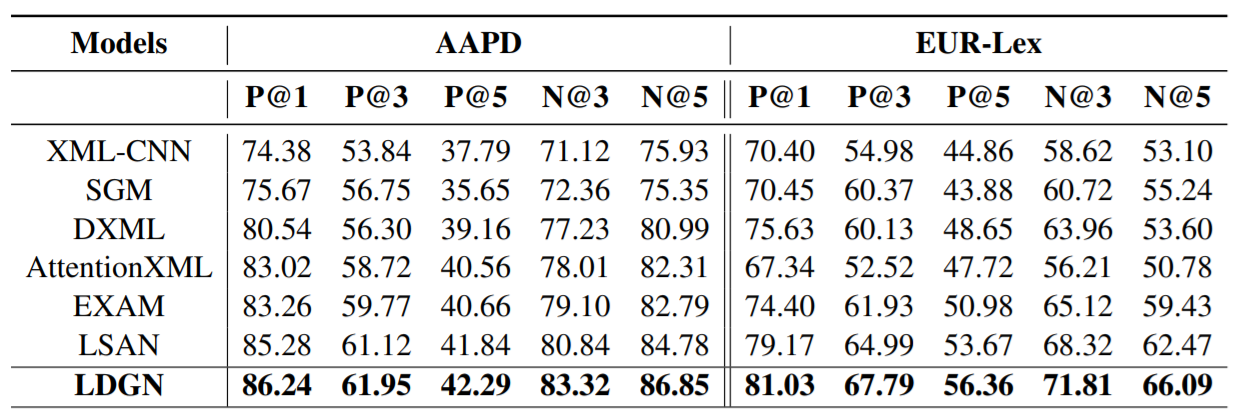 Models AAPD EUR-Lex
P@1 P@3 P@5 N@3 N@5 P@1 P@3 P@5 N@3 N@5
XML-CNN 74.38 53.84 37.79 71.12 75.93 70.40 54.98 44.86 58.62 53.10
SGM 75.67 56.75 35.65 72.36 75.35 70.45 60.37 43.88 60.72 55.24
DXML 80.54 56.30 39.16 77.23 80.99 75.63 60.13 48.65 63.96 53.60
AttentionXML 83.02 58.72 40.56 78.01 82.31 67.34 52.52 47.72 56.21 50.78
EXAM 83.26 59.77 40.66 79.10 82.79 74.40 61.93 50.98 65.12 59.43
LSAN 85.28 61.12 41.84 80.84 84.78 79.17 64.99 53.67 68.32 62.47
LDGN 86.24 61.95 42.29 83.32 86.85 81.03 67.79 56.36 71.81 66.09